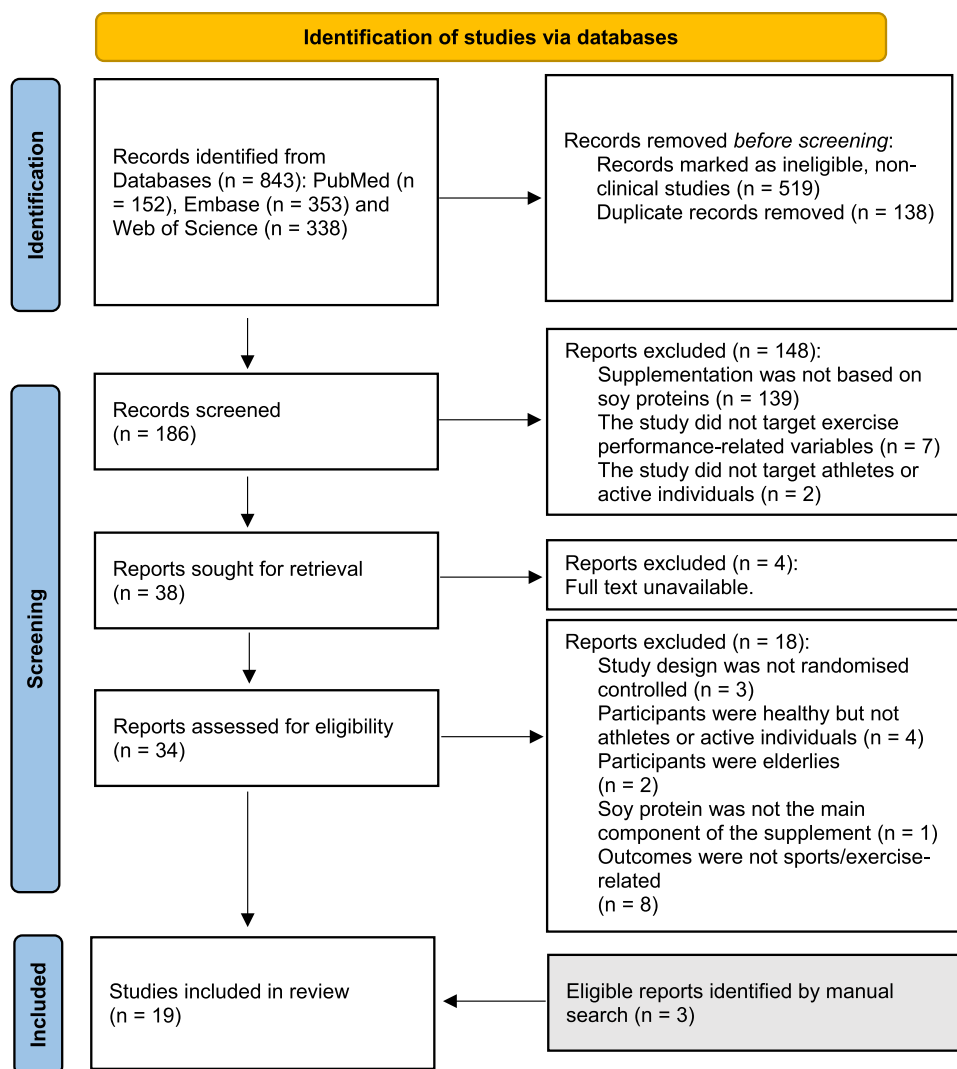 Identification of studies via databases
Identification
Records identified from
Databases (n = 843): PubMed (n
= 152), Embase (n = 353) and
Web of Science (n = 338)
Records removed before screening:
Records marked as ineligible, non-
clinical studies (n = 519)
Duplicate records removed (n = 138)
Screening
Records screened
(n = 186)
Reports excluded (n = 148):
Supplementation was not based on
soy proteins (n = 139)
The study did not target exercise
performance-related variables (n = 7)
The study did not target athletes or
active individuals (n = 2)
Reports sought for retrieval
(n = 38)
Reports excluded (n = 4):
Full text unavailable.
Reports assessed for eligibility
(n = 34)
Reports excluded (n = 18):
Study design was not randomised
controlled (n = 3)
Participants were healthy but not
athletes or active individuals (n = 4)
Participants were elderlies
(n = 2)
Soy protein was not the main
component of the supplement (n = 1)
Outcomes were not sports/exercise-
related
(n = 8)
Included
Studies included in review
(n = 19)
Eligible reports identified by manual
search (n = 3)